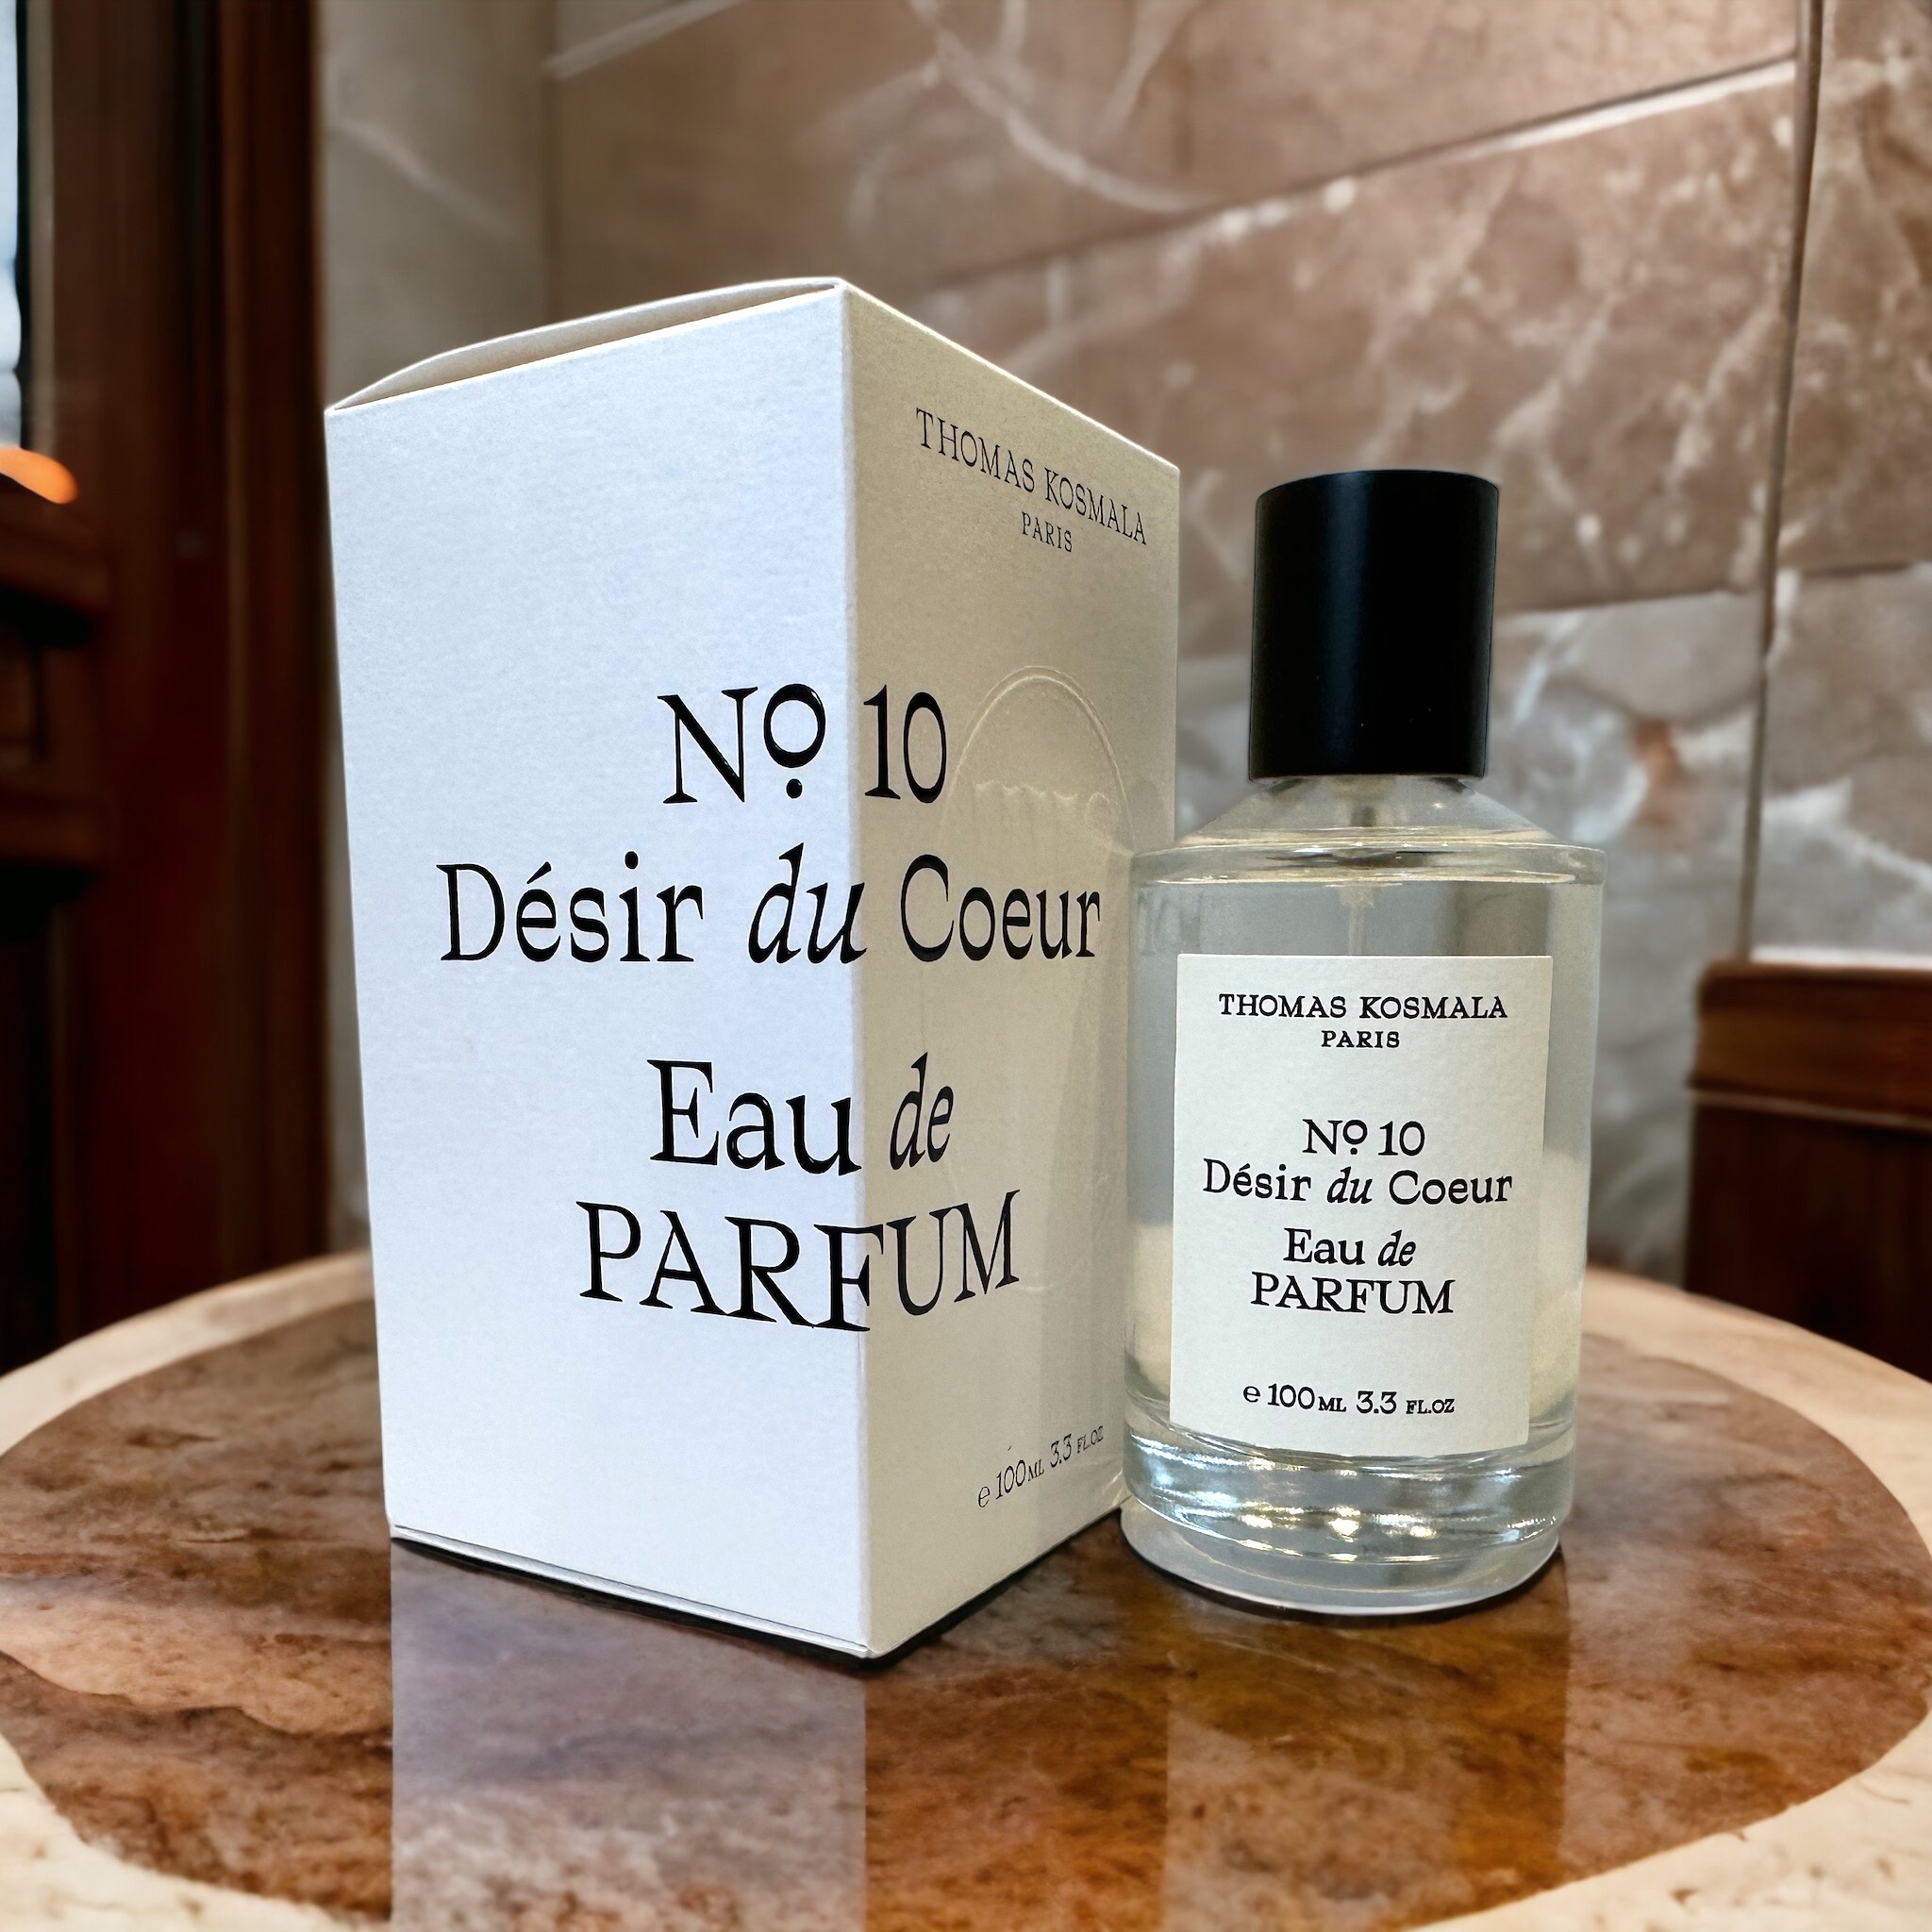 THOMAS KOSMALA
PARIS
Nº 10
Désir du Coeur
Eau de
PARFUM
℮ 100ML 3.3 FL.OZ
THOMAS KOSMALA
PARIS
Nº 10
Désir du Coeur
Eau de
PARFUM
℮ 100ML 3.3 FL.OZ